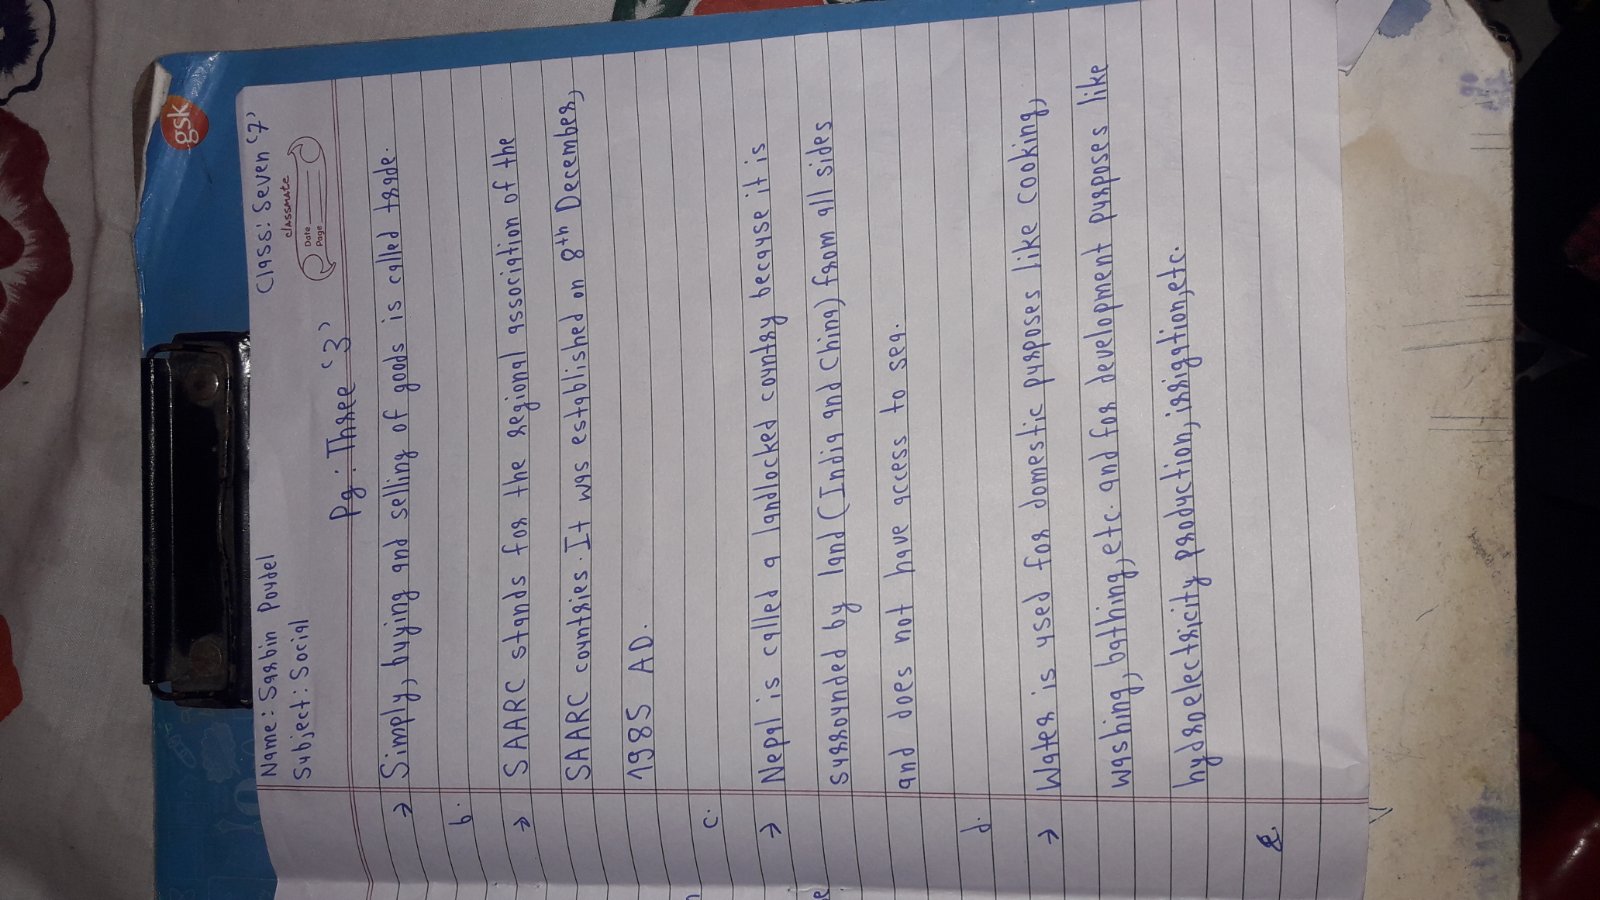 gsk
Name: Sarbin Poudel
Class: Seven '7'
Subject: Social
classmate
Date
Page
Pg: Three '3'
→ Simply, buying and selling of goods is called trade.
b.
→ SAARC stands for the regional association of the
SAARC countries. It was established on 8th December,
1985 AD.
c.
→ Nepal is called a landlocked country because it is
surrounded by land (India and China) from all sides
and does not have access to sea.
d.
→ Water is used for domestic purposes like cooking,
washing, bathing, etc. and for development purposes like
hydroelectricity production, irrigation, etc.
e.